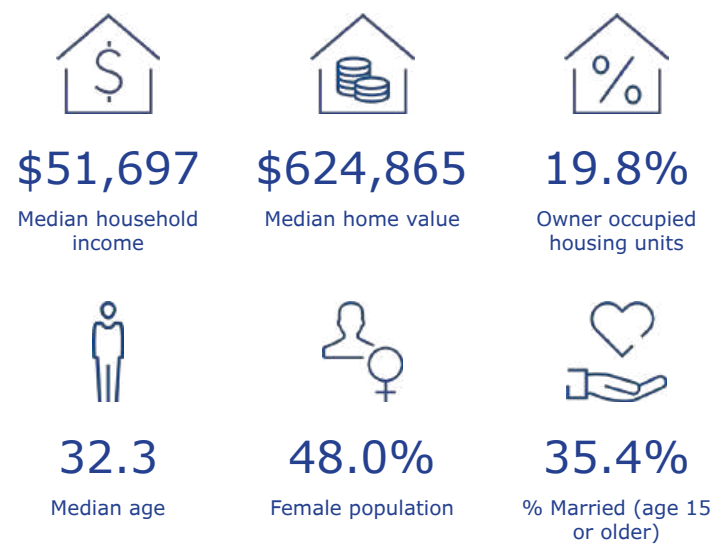 $
%
$51,697
$624,865
19.8%
Median household
income
Median home value
Owner occupied
housing units
32.3
48.0%
35.4%
Median age
Female population
% Married (age 15
or older)